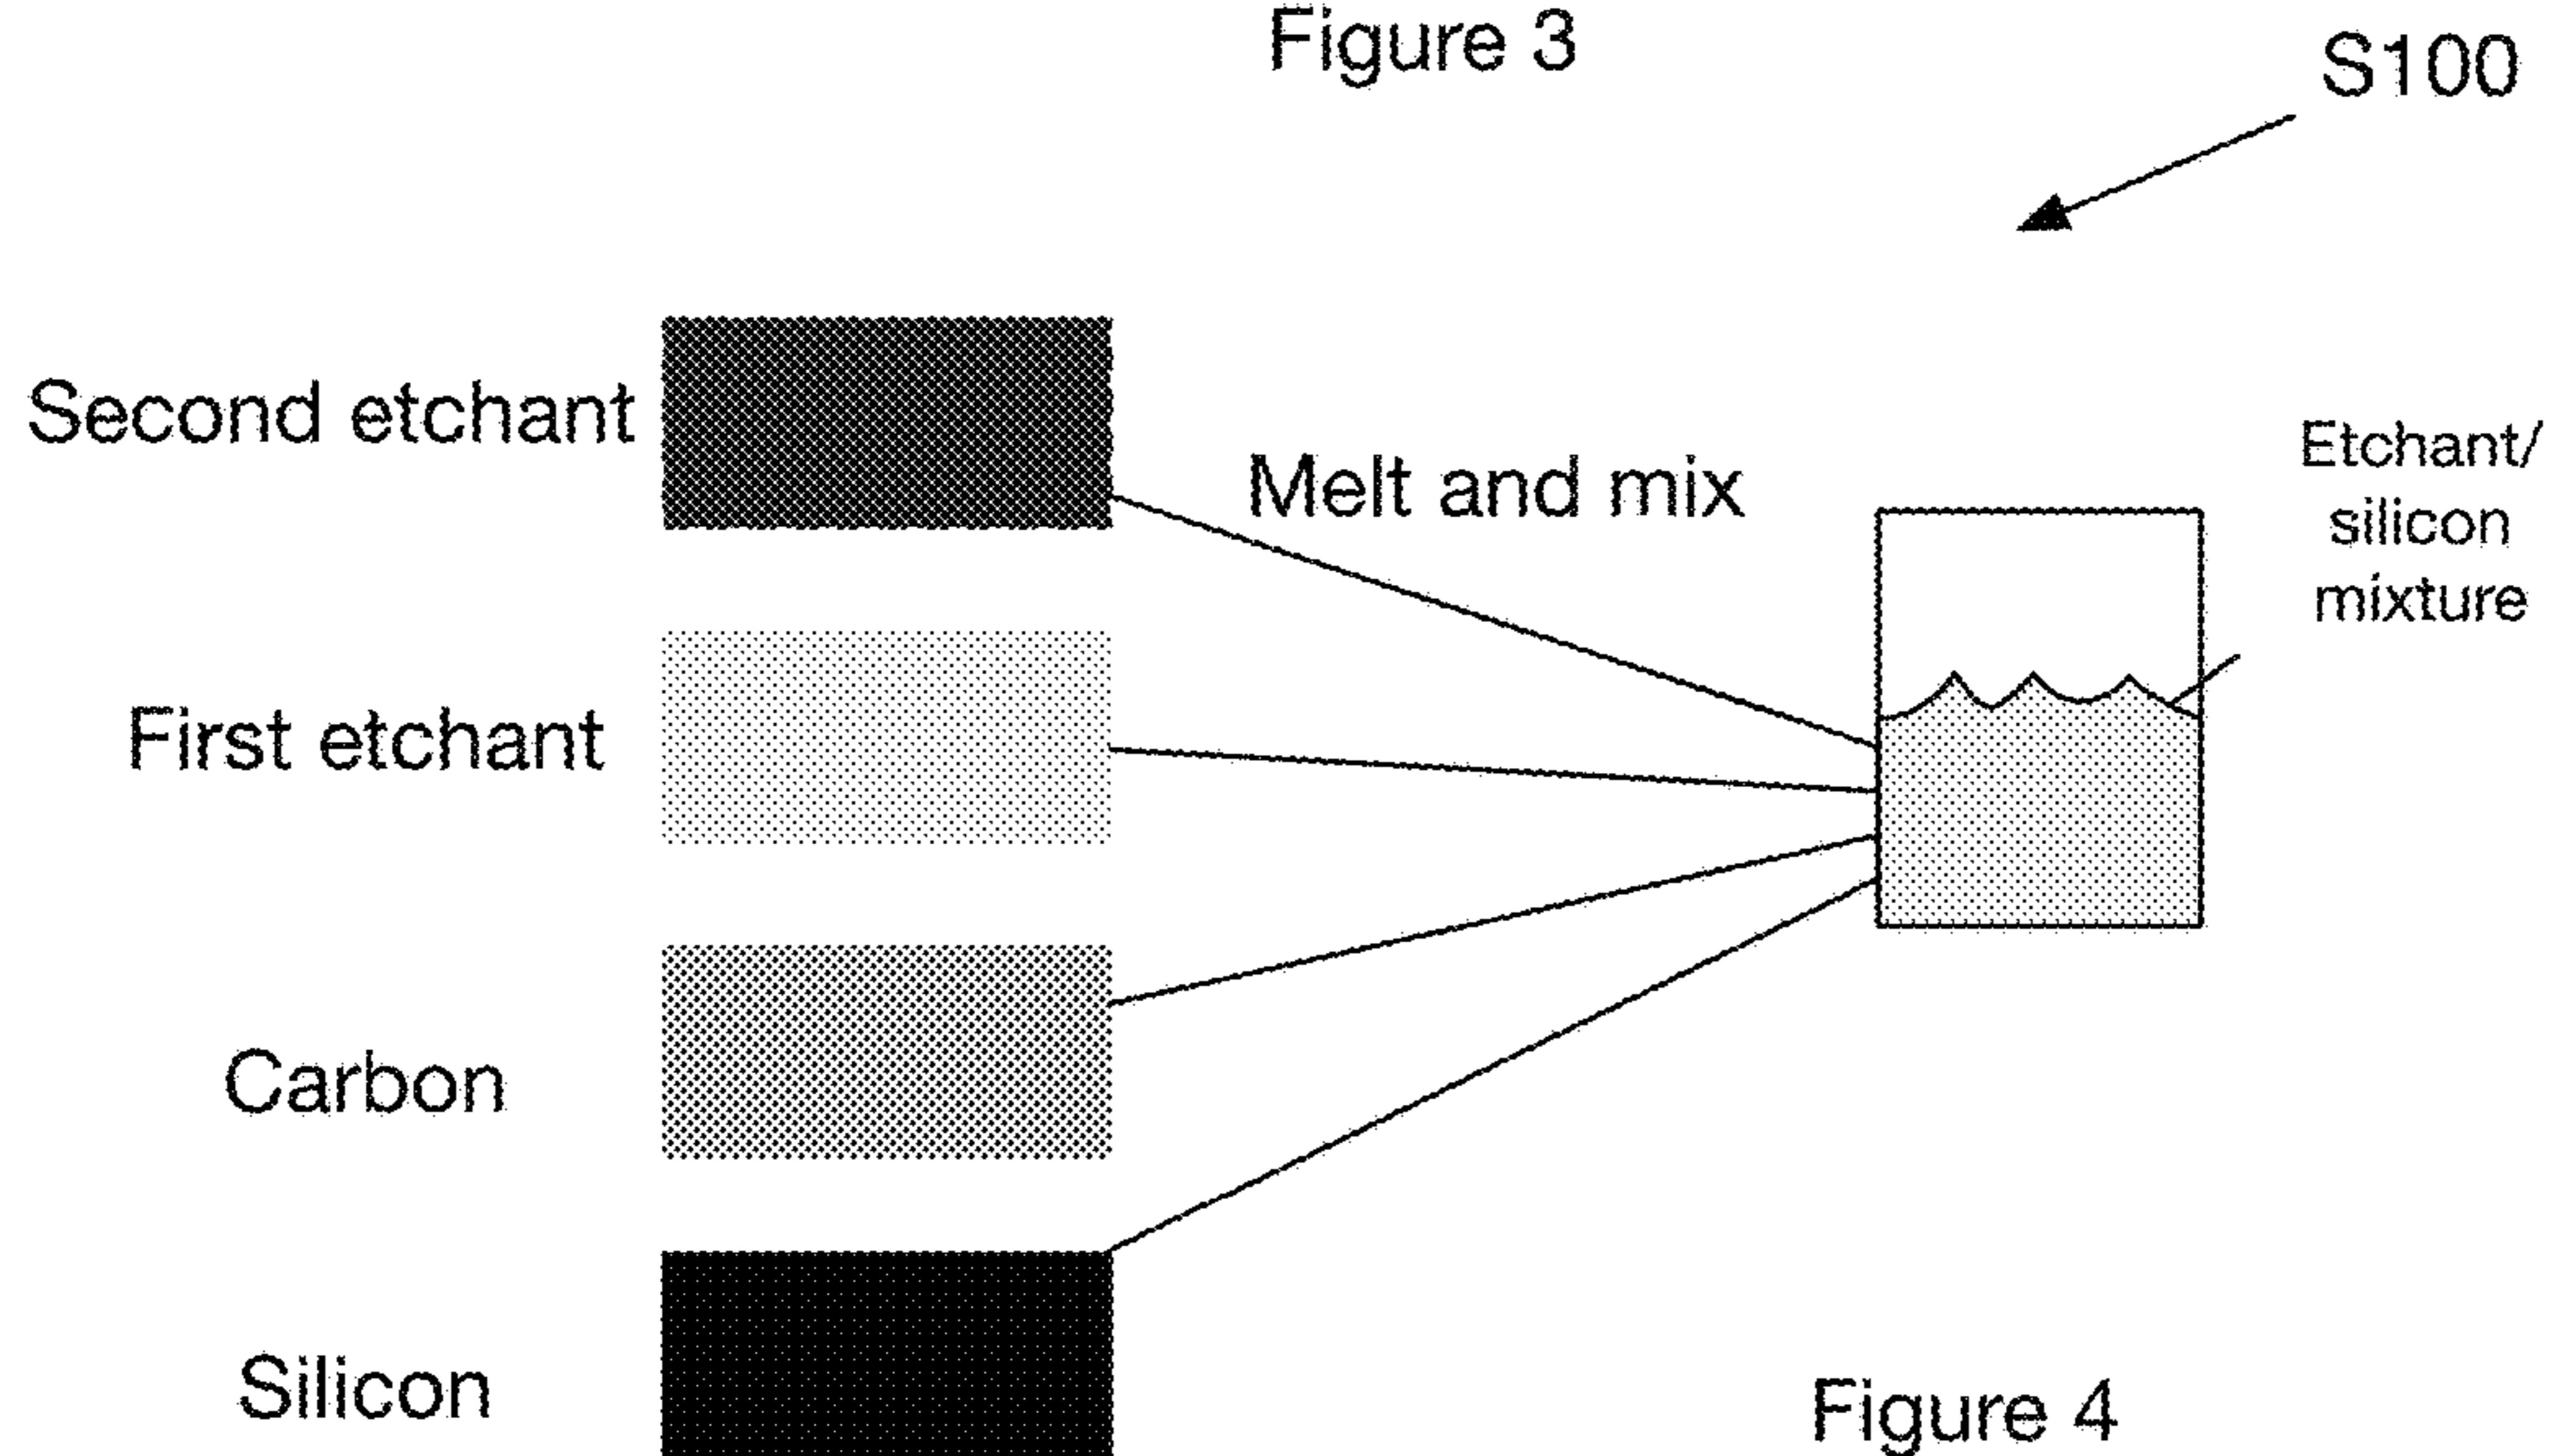 Figure 3
S100
Second etchant
Melt and mix
Etchant/
silicon
mixture
First etchant
Carbon
Silicon
Figure 4